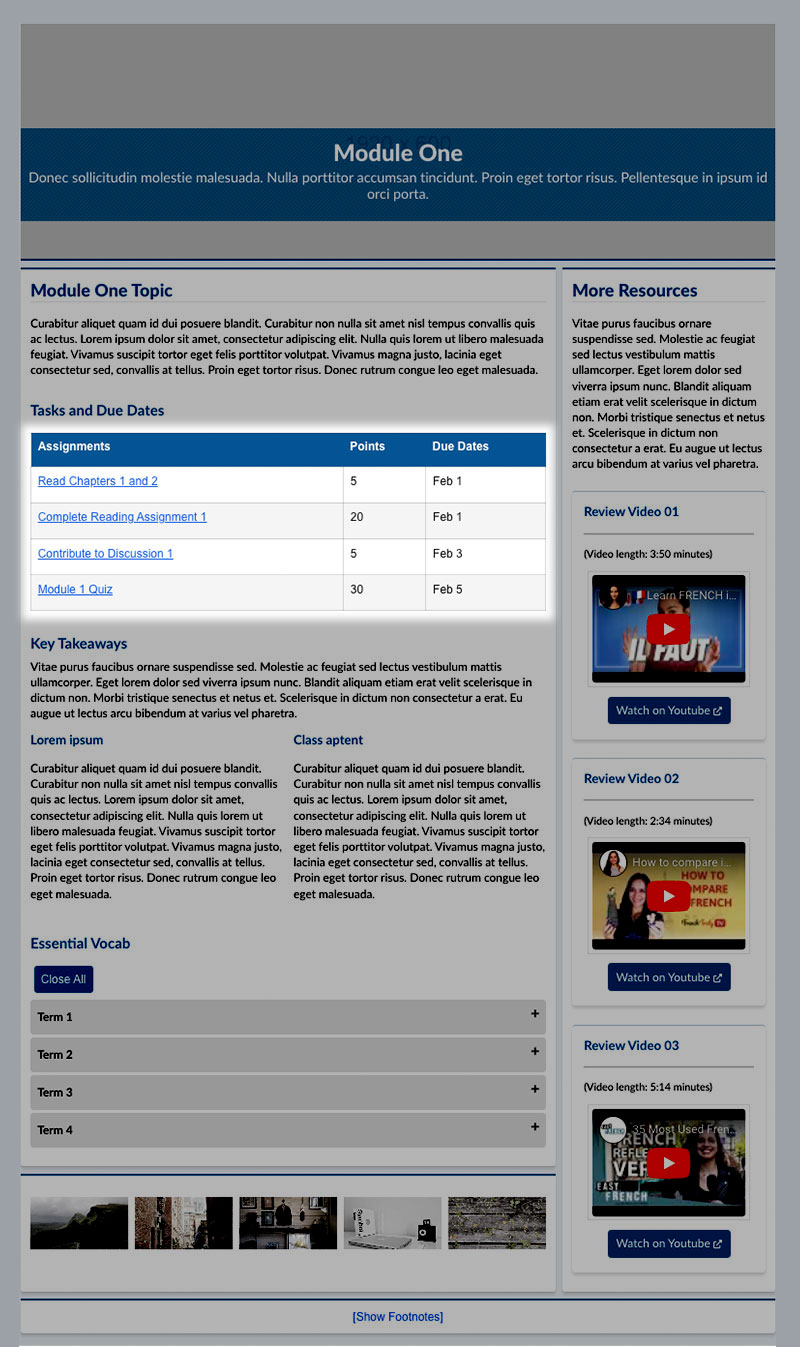 Module One
Donec sollicitudin molestie malesuada. Nulla porttitor accumsan tincidunt. Proin eget tortor risus. Pellentesque in ipsum id
orci porta.
Module One Topic
Curabitur aliquet quam id dui posuere blandit. Curabitur non nulla sit amet nisl tempus convallis quis
ac lectus. Lorem ipsum dolor sit amet, consectetur adipiscing elit. Nulla quis lorem ut libero malesuada
feugiat. Vivamus suscipit tortor eget felis porttitor volutpat. Vivamus magna justo, lacinia eget
consectetur sed, convallis at tellus. Proin eget tortor risus. Donec rutrum congue leo eget malesuada.
Tasks and Due Dates
Assignments Points Due Dates
Read Chapters 1 and 2 5 Feb 1
Complete Reading Assignment 1 20 Feb 1
Contribute to Discussion 1 5 Feb 3
Module 1 Quiz 30 Feb 5
Key Takeaways
Vitae purus faucibus ornare suspendisse sed. Molestie ac feugiat sed lectus vestibulum mattis
ullamcorper. Eget lorem dolor sed viverra ipsum nunc. Blandit aliquam etiam erat velit scelerisque in
dictum non. Morbi tristique senectus et netus et. Scelerisque in dictum non consectetur a erat. Eu
augue ut lectus arcu bibendum at varius vel pharetra.
Lorem ipsum
Curabitur aliquet quam id dui posuere blandit.
Curabitur non nulla sit amet nisl tempus convallis
quis ac lectus. Lorem ipsum dolor sit amet,
consectetur adipiscing elit. Nulla quis lorem ut
libero malesuada feugiat. Vivamus suscipit tortor
eget felis porttitor volutpat. Vivamus magna justo,
lacinia eget consectetur sed, convallis at tellus.
Proin eget tortor risus. Donec rutrum congue leo
eget malesuada.
Class aptent
Curabitur aliquet quam id dui posuere blandit.
Curabitur non nulla sit amet nisl tempus convallis
quis ac lectus. Lorem ipsum dolor sit amet,
consectetur adipiscing elit. Nulla quis lorem ut
libero malesuada feugiat. Vivamus suscipit tortor
eget felis porttitor volutpat. Vivamus magna justo,
lacinia eget consectetur sed, convallis at tellus.
Proin eget tortor risus. Donec rutrum congue leo
eget malesuada.
Essential Vocab
Close All
Term 1 +
Term 2 +
Term 3 +
Term 4 +
More Resources
Vitae purus faucibus ornare
suspendisse sed. Molestie ac feugiat
sed lectus vestibulum mattis
ullamcorper. Eget lorem dolor sed
viverra ipsum nunc. Blandit aliquam
etiam erat velit scelerisque in dictum
non. Morbi tristique senectus et netus
et. Scelerisque in dictum non
consectetur a erat. Eu augue ut lectus
arcu bibendum at varius vel pharetra.
Review Video 01
(Video length: 3:50 minutes)
Learn FRENCH i...
IL FAUT
Watch on Youtube
Review Video 02
(Video length: 2:34 minutes)
How to compare i...
HOW TO
COMPARE
FRENCH
Watch on Youtube
Review Video 03
(Video length: 5:14 minutes)
35 Most Used Fren...
EAST
FRENCH
Watch on Youtube
[Show Footnotes]